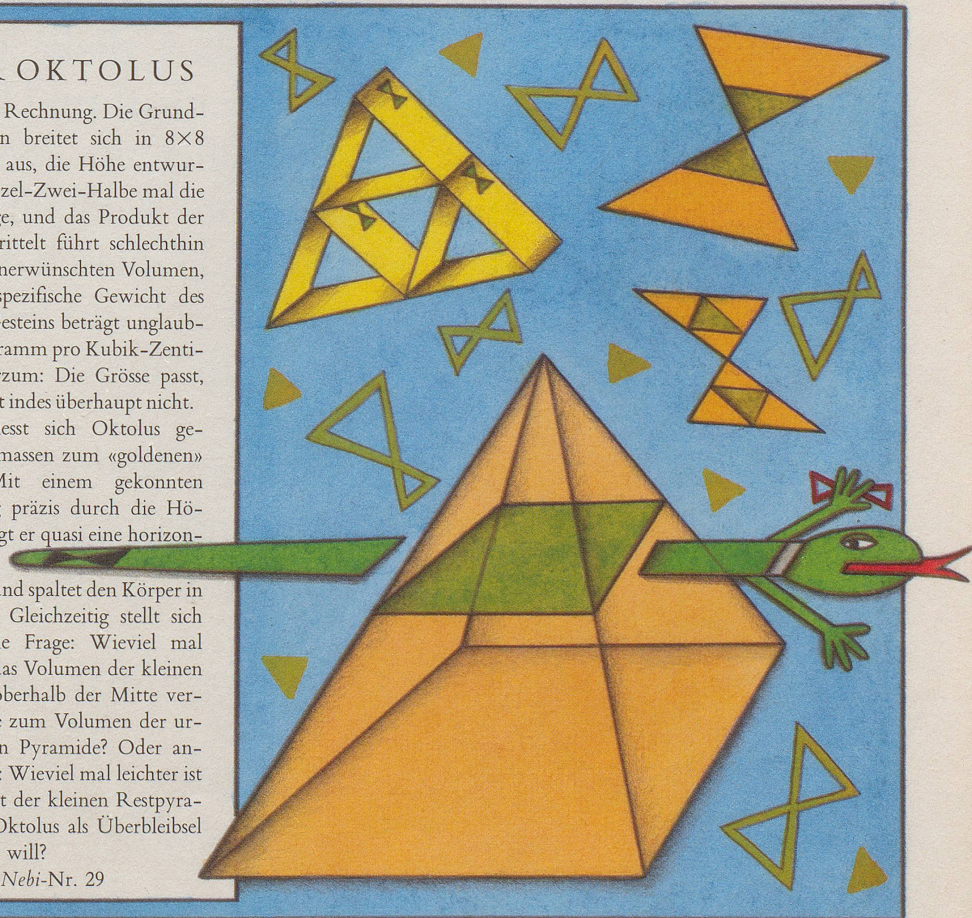 R OKTOLUS
Rechnung. Die Grund-
n breitet sich in 8×8
aus, die Höhe entwur-
zel-Zwei-Halbe mal die
ge, und das Produkt der
rittelt führt schlechthin
nerwünschten Volumen,
spezifische Gewicht des
esteins beträgt unglaub-
ramm pro Kubik-Zenti-
rzum: Die Grösse passt,
t indes überhaupt nicht.
esst sich Oktolus ge-
massen zum «goldenen»
Mit einem gekonnten
g präzis durch die Hö-
gt er quasi eine horizon-
und spaltet den Körper in
Gleichzeitig stellt sich
e Frage: Wieviel mal
das Volumen der kleinen
oberhalb der Mitte ver-
e zum Volumen der ur-
n Pyramide? Oder an-
: Wieviel mal leichter ist
t der kleinen Restpyra-
Oktolus als Überbleibsel
will?
Nebi-Nr. 29